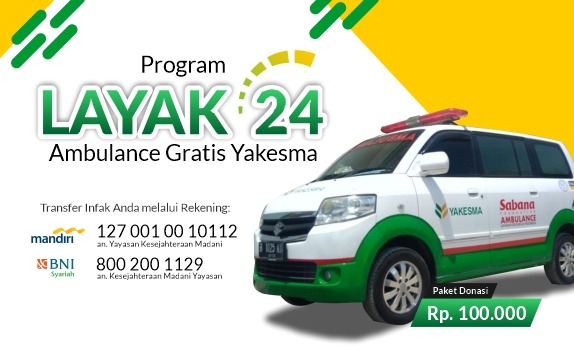 Program
LAYAK 24
Ambulance Gratis Yakesma
Transfer Infak Anda melalui Rekening:
mandiri 127 001 00 10112
an. Yayasan Kesejahteraan Madani
BNI Syariah 800 200 1129
an. Kesejahteraan Madani Yayasan
YAKESMA
Sabana
AMBULANCE
Paket Donasi
Rp. 100.000